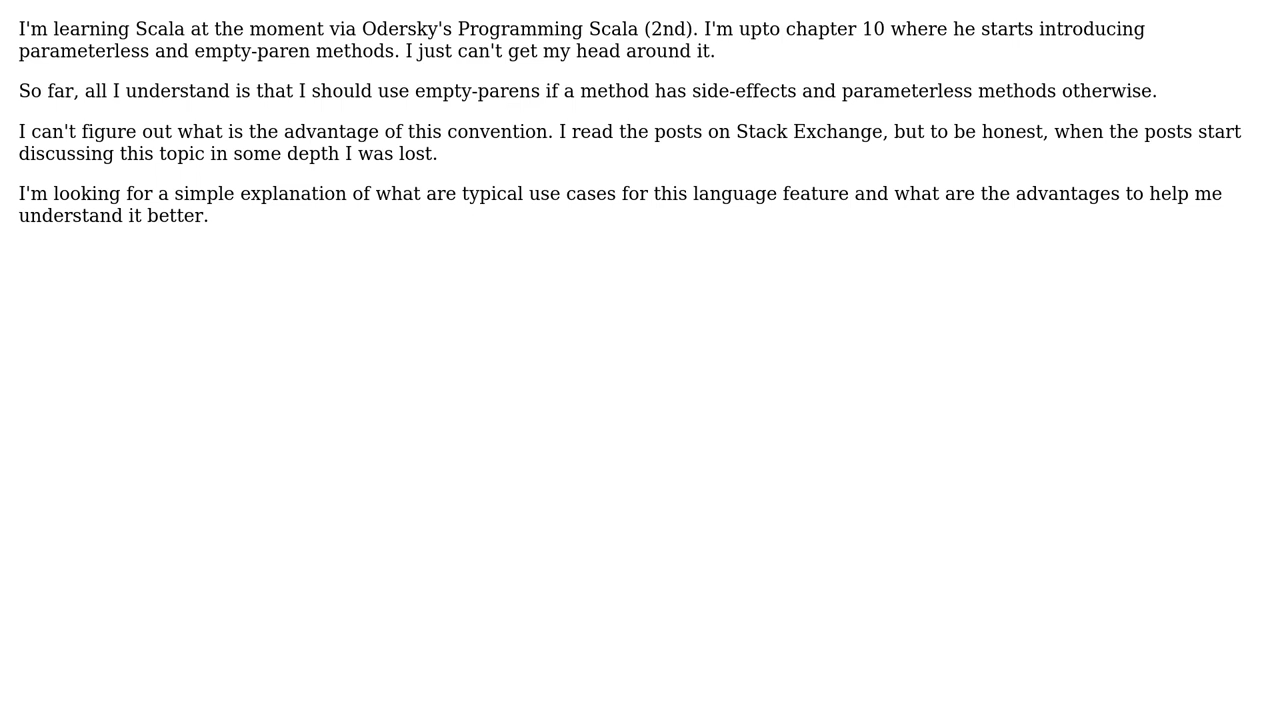 I'm learning Scala at the moment via Odersky's Programming Scala (2nd). I'm upto chapter 10 where he starts introducing
parameterless and empty-paren methods. I just can't get my head around it.
So far, all I understand is that I should use empty-parens if a method has side-effects and parameterless methods otherwise.
I can't figure out what is the advantage of this convention. I read the posts on Stack Exchange, but to be honest, when the posts start
discussing this topic in some depth I was lost.
I'm looking for a simple explanation of what are typical use cases for this language feature and what are the advantages to help me
understand it better.